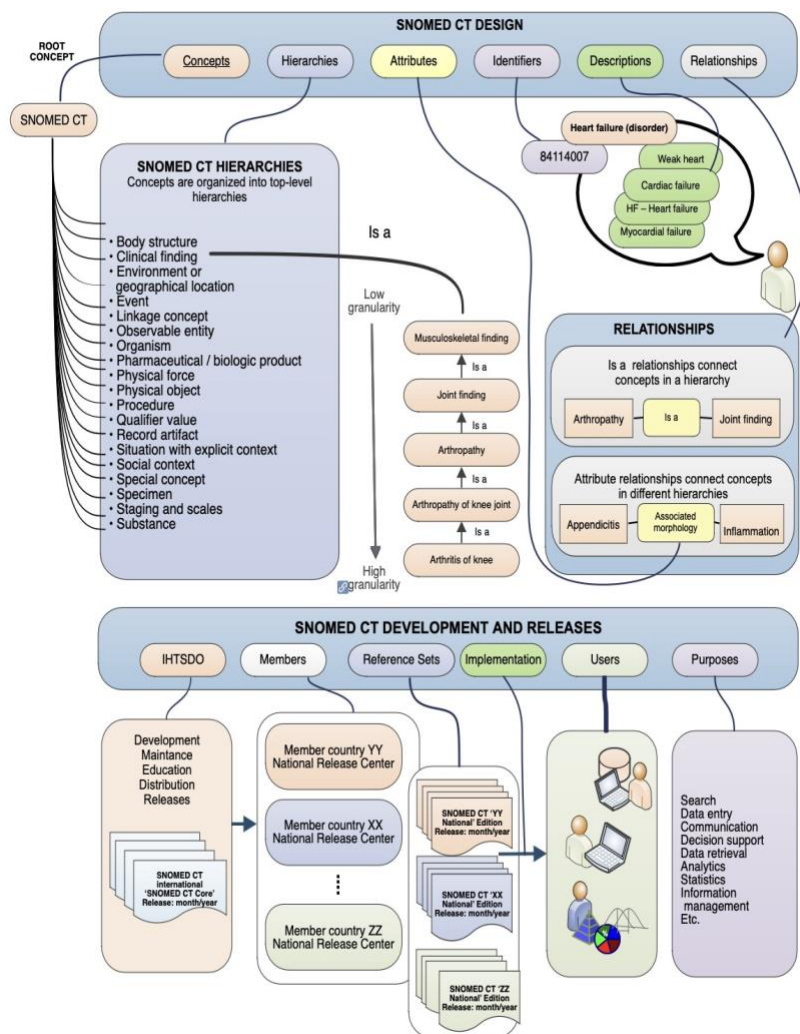 SNOMED CT DESIGN
ROOT
CONCEPT
Concepts
Hierarchies
Attributes
Identifiers
Descriptions
Relationships
SNOMED CT
SNOMED CT HIERARCHIES
Concepts are organized into top-level
hierarchies
• Body structure
• Clinical finding
• Environment or
geographical location
• Event
• Linkage concept
• Observable entity
• Organism
• Pharmaceutical / biologic product
• Physical force
• Physical object
• Procedure
• Qualifier value
• Record artifact
• Situation with explicit context
• Social context
• Special concept
• Specimen
• Staging and scales
• Substance
Is a
Low
granularity
High
granularity
Musculoskeletal finding
Is a
Joint finding
Is a
Arthropathy
Is a
Arthropathy of knee joint
Is a
Arthritis of knee
Heart failure (disorder)
84114007
Weak heart
Cardiac failure
HF – Heart failure
Myocardial failure
RELATIONSHIPS
Is a relationships connect
concepts in a hierarchy
Arthropathy
Is a
Joint finding
Attribute relationships connect concepts
in different hierarchies
Appendicitis
Associated
morphology
Inflammation
SNOMED CT DEVELOPMENT AND RELEASES
IHTSDO
Members
Reference Sets
Implementation
Users
Purposes
Development
Maintance
Education
Distribution
Releases
SNOMED CT
international
'SNOMED CT Core'
Release: month/year
Member country YY
National Release Center
Member country XX
National Release Center
Member country ZZ
National Release Center
SNOMED CT 'YY
National' Edition
Release: month/year
SNOMED CT 'XX
National' Edition
Release: month/year
SNOMED CT 'ZZ
National' Edition
Release: month/year
Search
Data entry
Communication
Decision support
Data retrieval
Analytics
Statistics
Information
management
Etc.